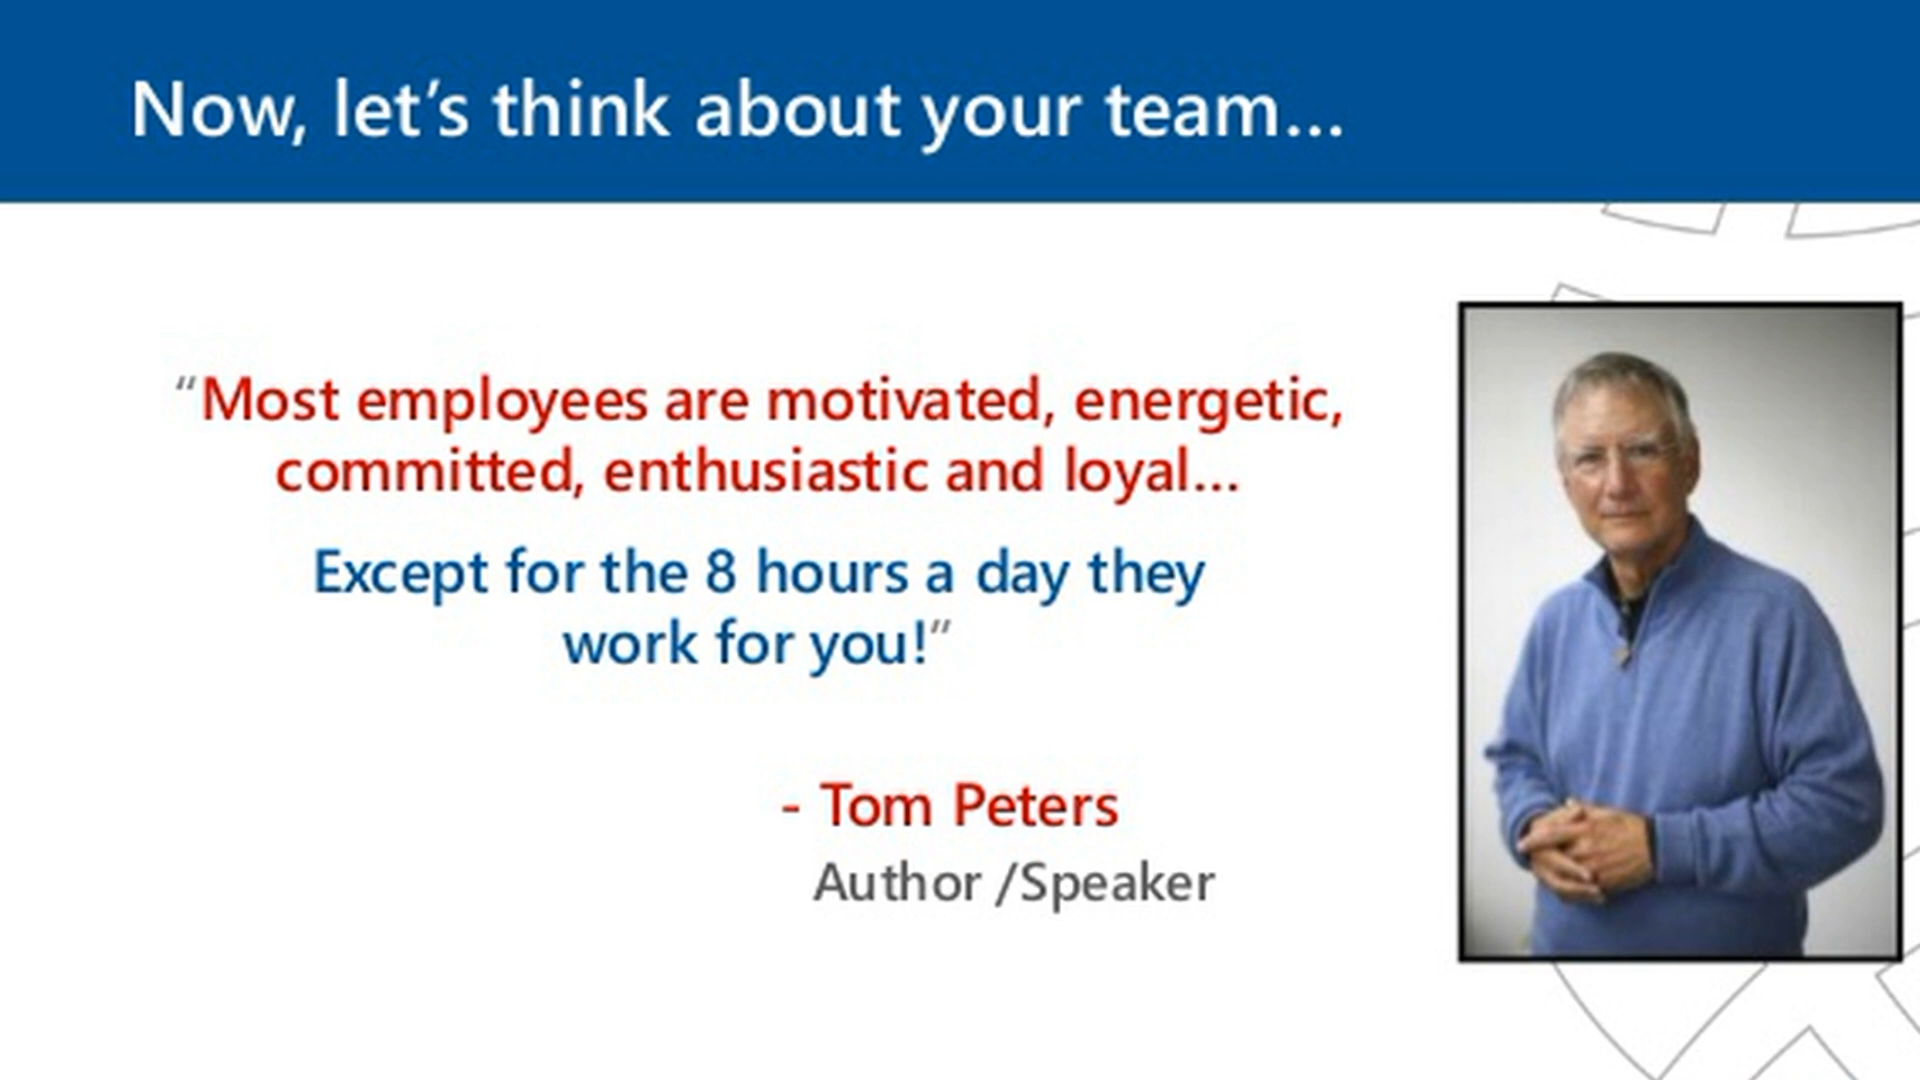 Now, let’s think about your team...
“Most employees are motivated, energetic,
committed, enthusiastic and loyal...
Except for the 8 hours a day they
work for you!”
- Tom Peters
Author /Speaker